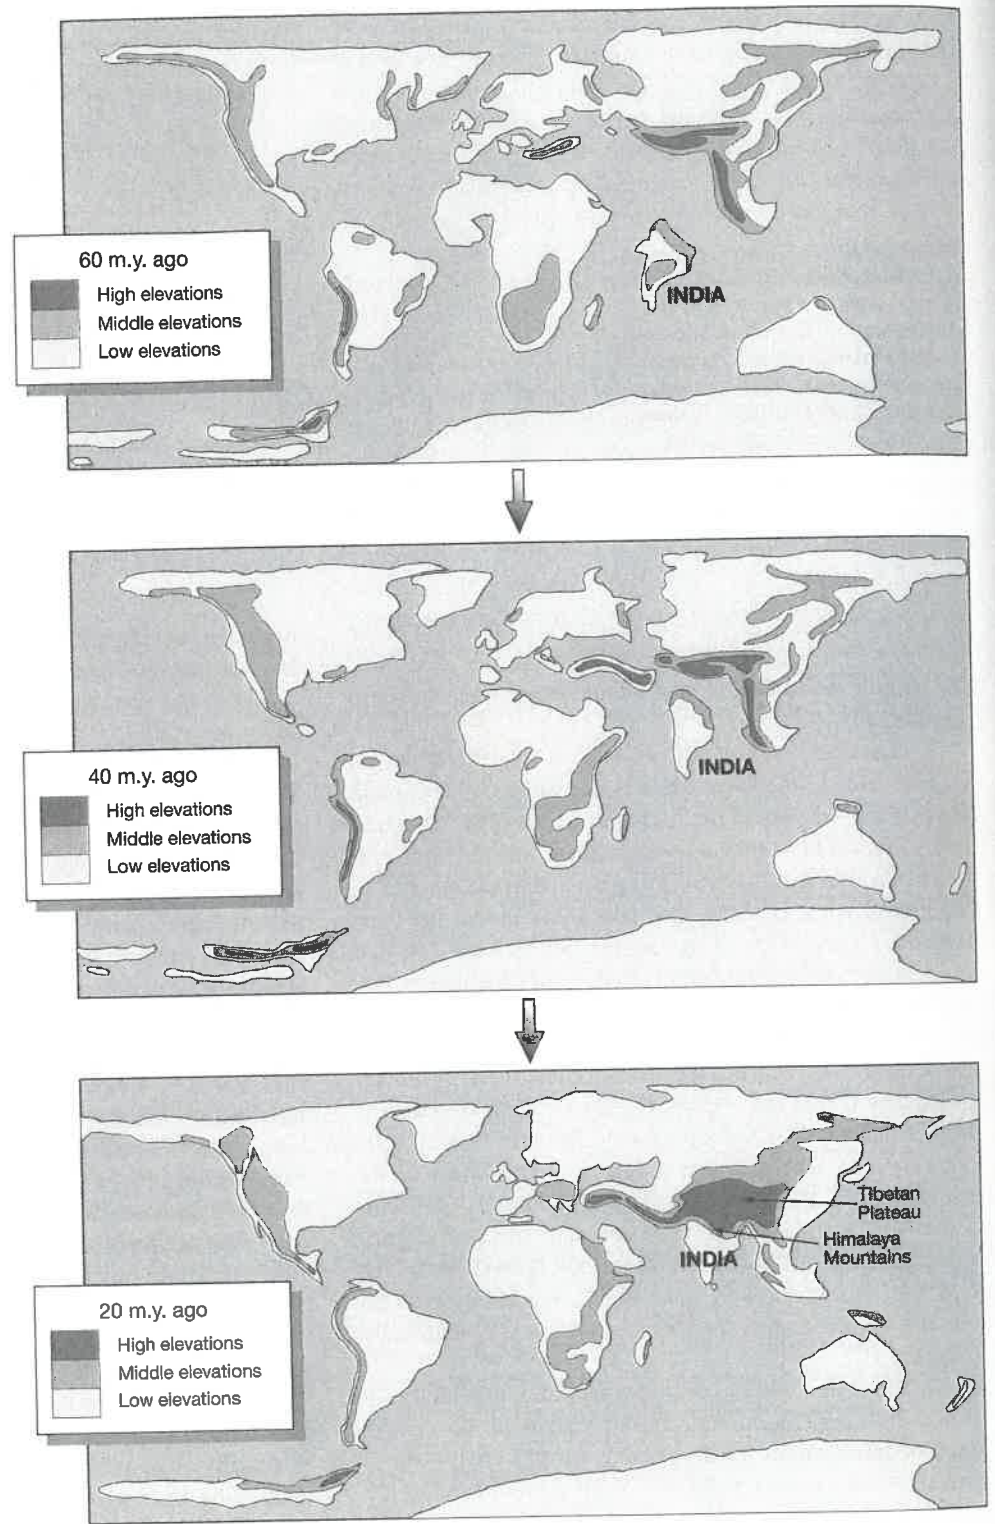 60 m.y. ago
High elevations
Middle elevations
Low elevations
INDIA
40 m.y. ago
High elevations
Middle elevations
Low elevations
INDIA
20 m.y. ago
High elevations
Middle elevations
Low elevations
INDIA
Tibetan
Plateau
Himalaya
Mountains